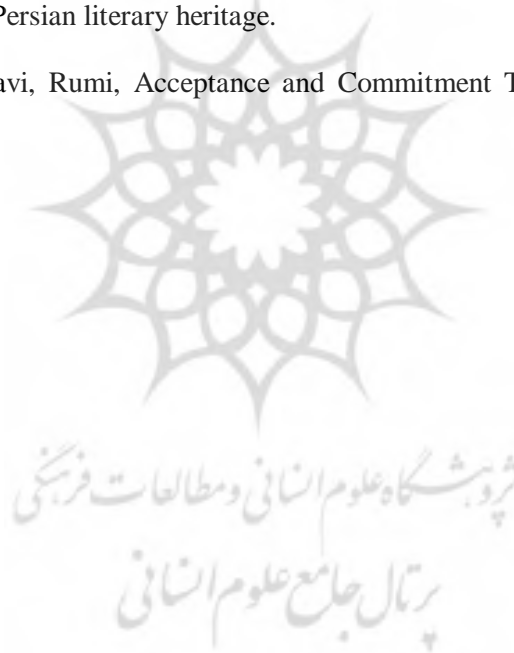 Persian literary heritage.
avi, Rumi, Acceptance and Commitment T
پژوهشگاه علوم انسانی و مطالعات فرهنگی
پرتال جامع علوم انسانی